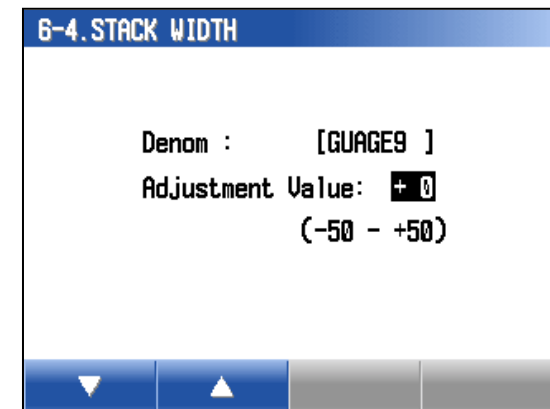 6-4.STACK WIDTH
Denom : [GUAGE9 ]
Adjustment Value: + 0
(-50 - +50)
▼ ▲